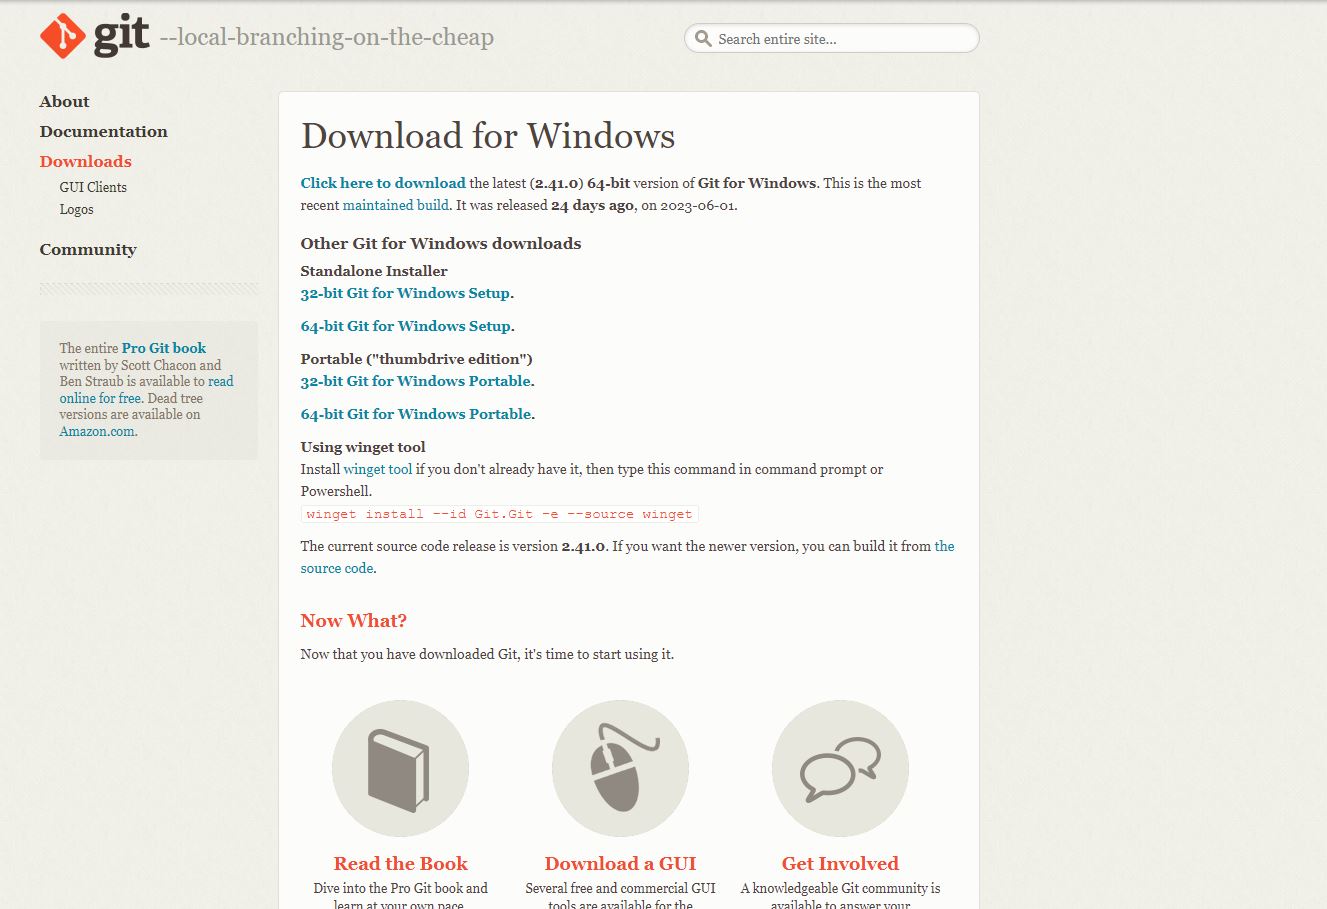 git --local-branching-on-the-cheap
Search entire site...
About
Documentation
Downloads
GUI Clients
Logos
Community
The entire Pro Git book
written by Scott Chacon and
Ben Straub is available to read
online for free. Dead tree
versions are available on
Amazon.com.
Download for Windows
Click here to download the latest (2.41.0) 64-bit version of Git for Windows. This is the most
recent maintained build. It was released 24 days ago, on 2023-06-01.
Other Git for Windows downloads
Standalone Installer
32-bit Git for Windows Setup.
64-bit Git for Windows Setup.
Portable ("thumbdrive edition")
32-bit Git for Windows Portable.
64-bit Git for Windows Portable.
Using winget tool
Install winget tool if you don't already have it, then type this command in command prompt or
Powershell.
winget install --id Git.Git -e --source winget
The current source code release is version 2.41.0. If you want the newer version, you can build it from the
source code.
Now What?
Now that you have downloaded Git, it's time to start using it.
Read the Book
Dive into the Pro Git book and
learn at your own pace.
Download a GUI
Several free and commercial GUI
tools are available for the
Get Involved
A knowledgeable Git community is
available to answer your